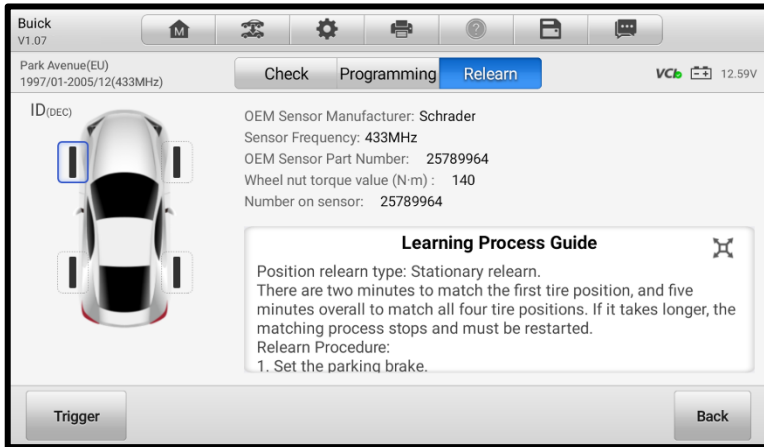 Buick
V1.07
M
?
Park Avenue(EU)
1997/01-2005/12(433MHz)
Check Programming Relearn
VCI 12.59V
ID(DEC)
OEM Sensor Manufacturer: Schrader
Sensor Frequency: 433MHz
OEM Sensor Part Number: 25789964
Wheel nut torque value (N·m) : 140
Number on sensor: 25789964
Learning Process Guide
Position relearn type: Stationary relearn.
There are two minutes to match the first tire position, and five
minutes overall to match all four tire positions. If it takes longer, the
matching process stops and must be restarted.
Relearn Procedure:
1. Set the parking brake.
Trigger
Back